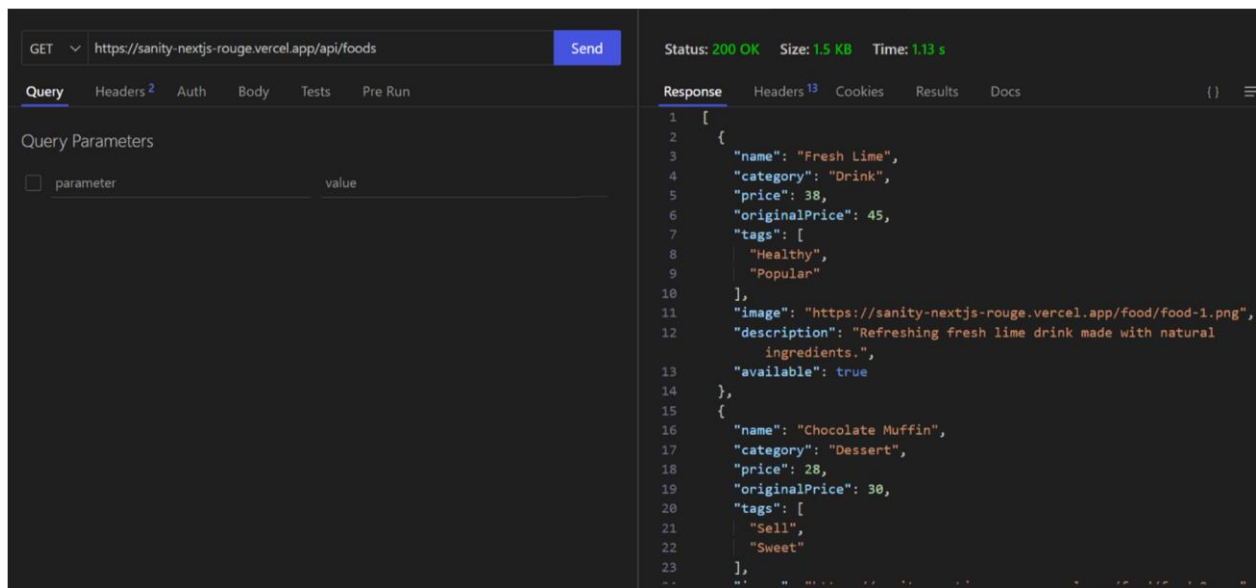 GET https://sanity-nextjs-rouge.vercel.app/api/foods Send
Query Headers 2 Auth Body Tests Pre Run
Query Parameters
parameter value
Status: 200 OK Size: 1.5 KB Time: 1.13 s
Response Headers 13 Cookies Results Docs {}
1 [
2 {
3 "name": "Fresh Lime",
4 "category": "Drink",
5 "price": 38,
6 "originalPrice": 45,
7 "tags": [
8 "Healthy",
9 "Popular"
10 ],
11 "image": "https://sanity-nextjs-rouge.vercel.app/food/food-1.png",
12 "description": "Refreshing fresh lime drink made with natural
ingredients.",
13 "available": true
14 },
15 {
16 "name": "Chocolate Muffin",
17 "category": "Dessert",
18 "price": 28,
19 "originalPrice": 30,
20 "tags": [
21 "Sell",
22 "Sweet"
23 ],